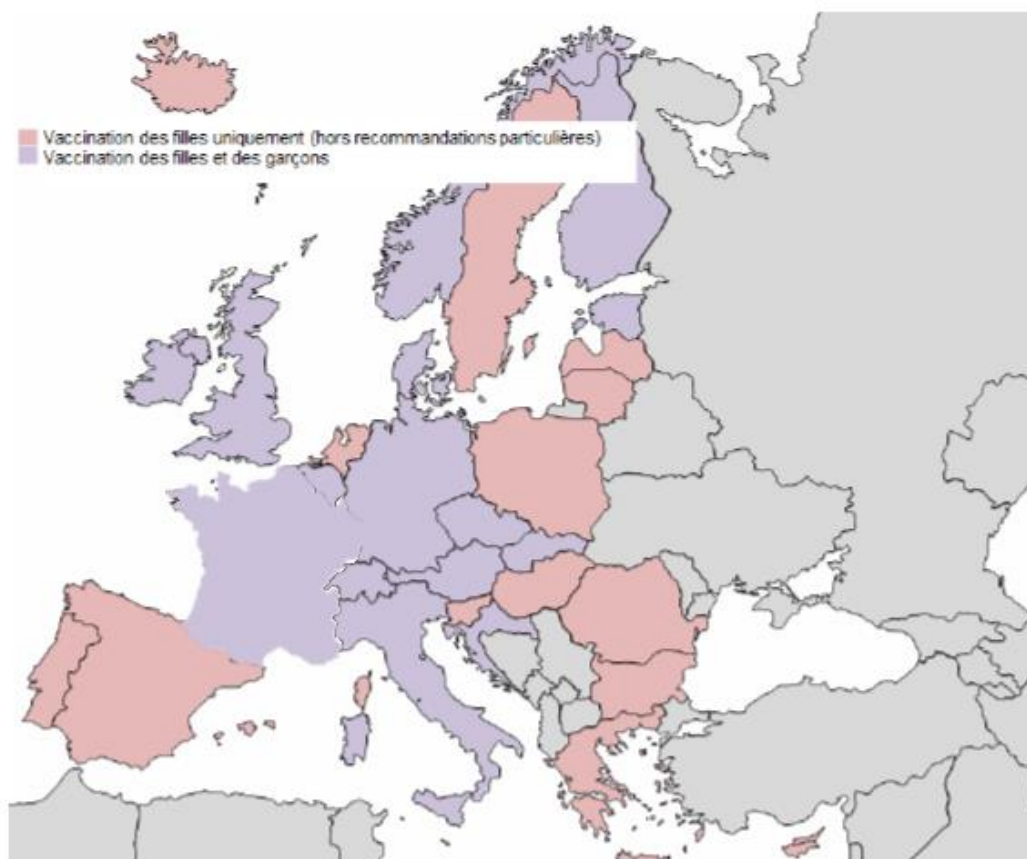 Vaccination des filles uniquement (hors recommandations particulières)
Vaccination des filles et des garçons